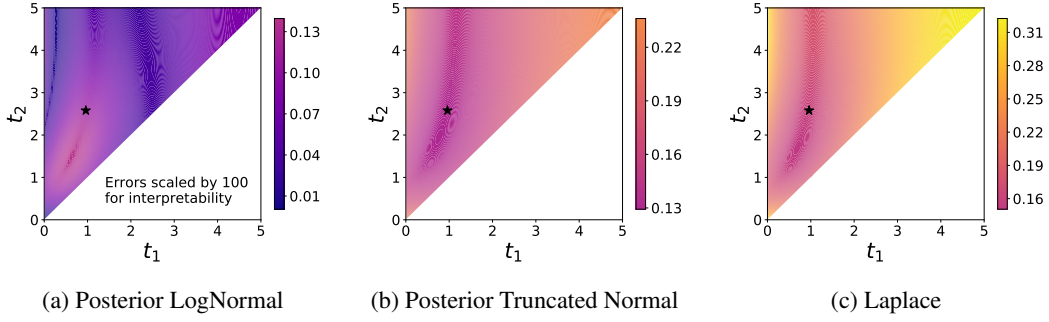 5
4
3
2
1
0
t2
0 1 2 3 4 5
t1
Errors scaled by 100
for interpretability
0.13
0.10
0.07
0.04
0.01
(a) Posterior LogNormal
5
4
3
2
1
0
t2
0 1 2 3 4 5
t1
0.22
0.19
0.16
0.13
(b) Posterior Truncated Normal
5
4
3
2
1
0
t2
0 1 2 3 4 5
t1
0.31
0.28
0.25
0.22
0.19
0.16
(c) Laplace